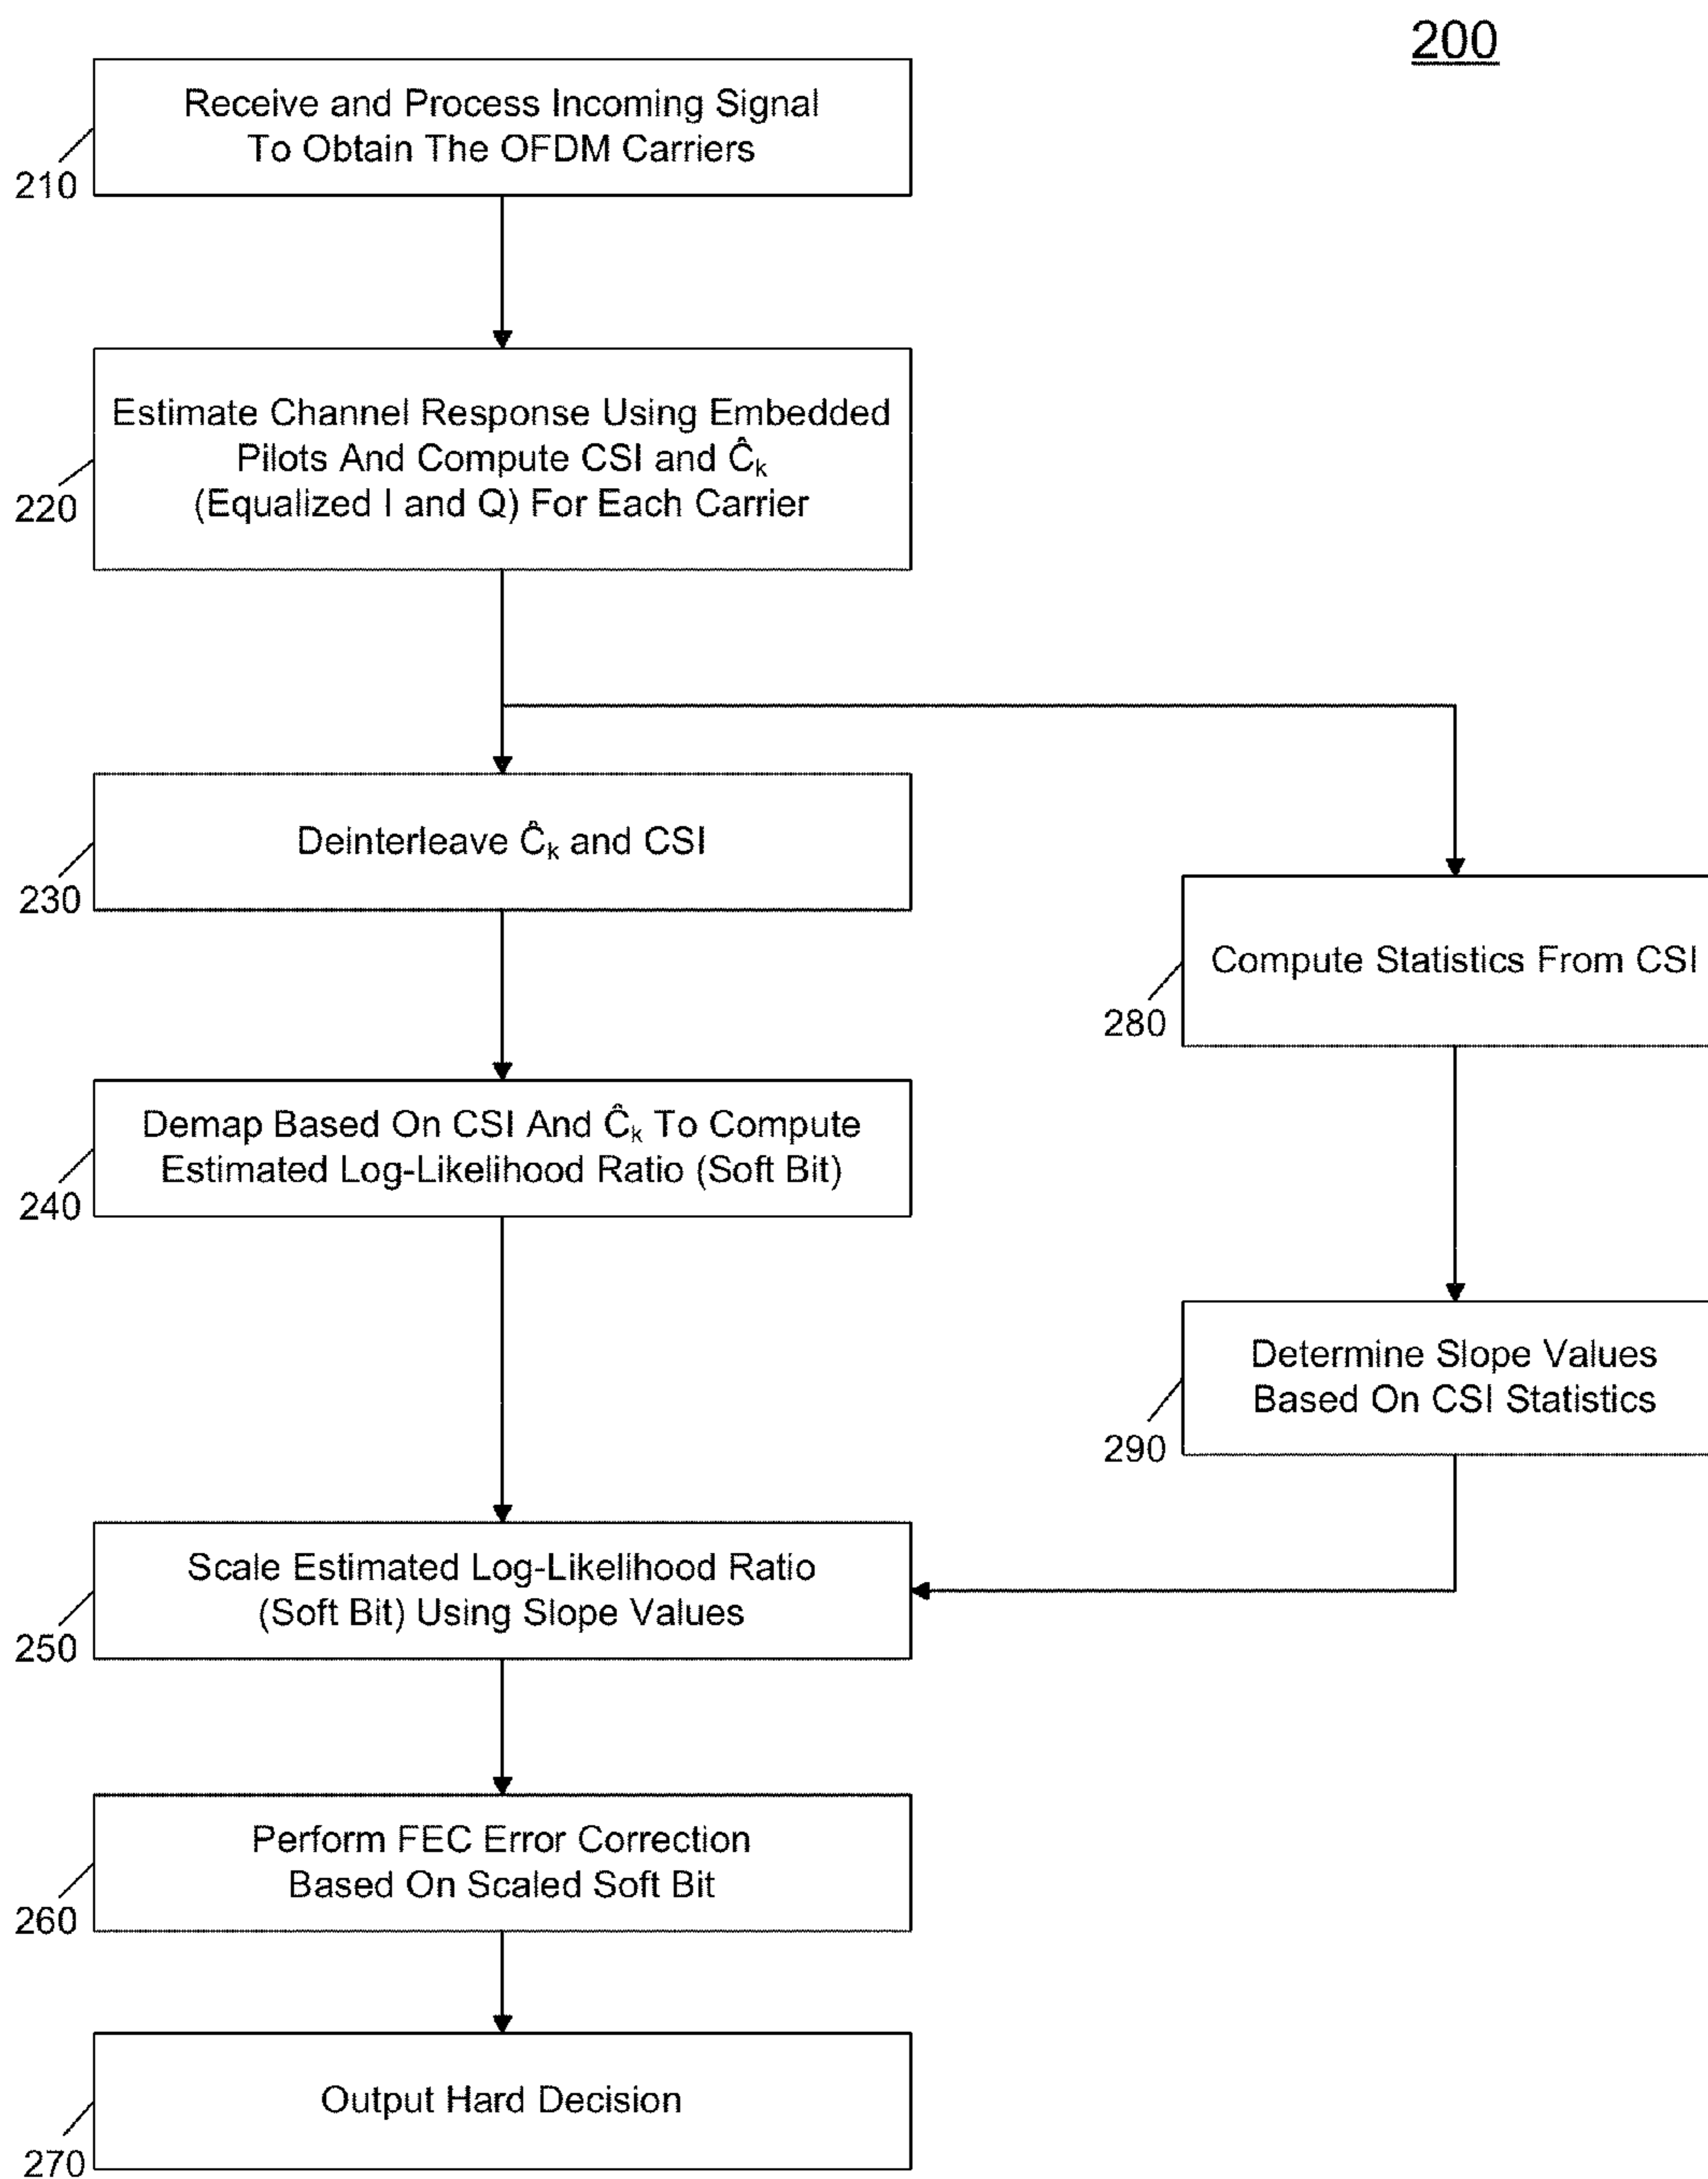 200
Receive and Process Incoming Signal
To Obtain The OFDM Carriers
210
Estimate Channel Response Using Embedded
Pilots And Compute CSI and Ĉk
(Equalized I and Q) For Each Carrier
220
Deinterleave Ĉk and CSI
230
Compute Statistics From CSI
280
Demap Based On CSI And Ĉk To Compute
Estimated Log-Likelihood Ratio (Soft Bit)
240
Determine Slope Values
Based On CSI Statistics
290
Scale Estimated Log-Likelihood Ratio
(Soft Bit) Using Slope Values
250
Perform FEC Error Correction
Based On Scaled Soft Bit
260
Output Hard Decision
270